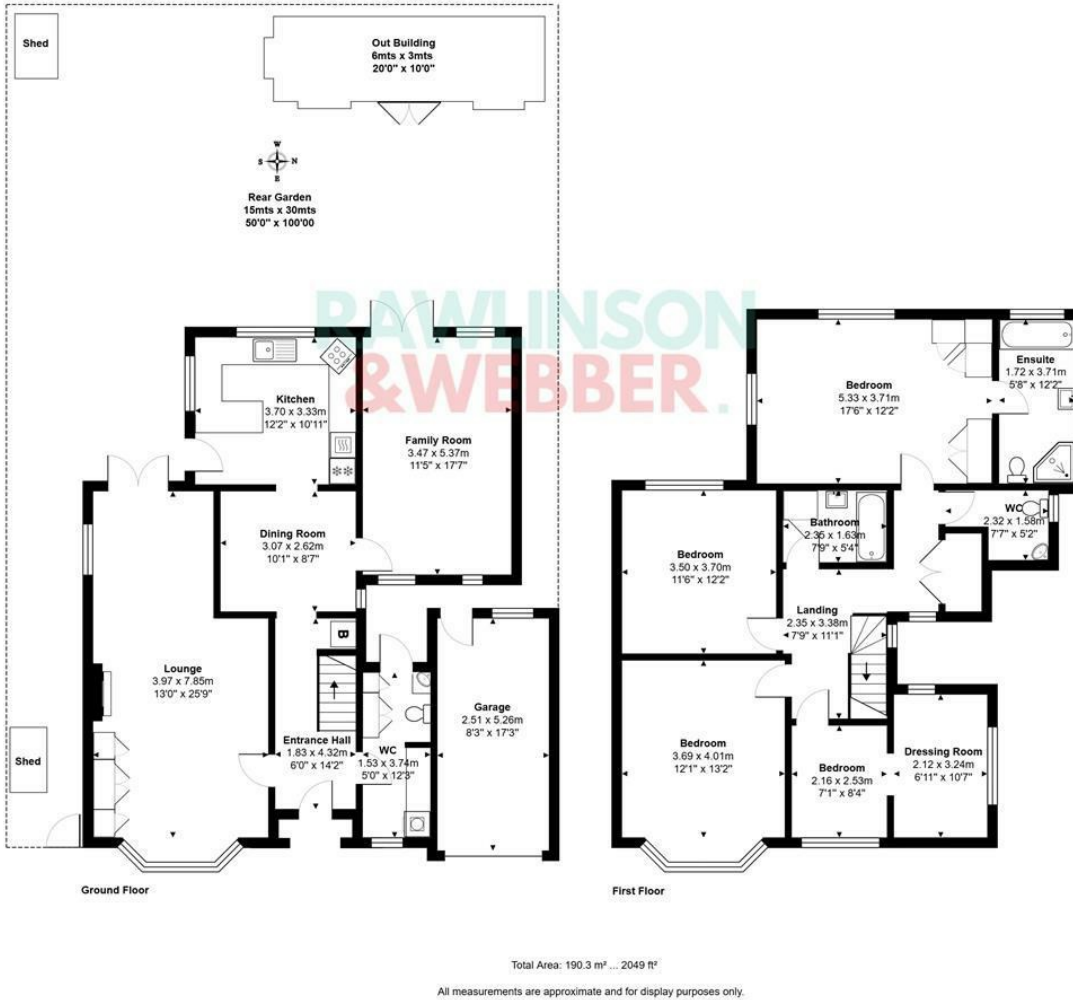 Shed
Out Building
6mts x 3mts
20'0" x 10'0"
W
S N
E
Rear Garden
15mts x 30mts
50'0" x 100'00
RAWLINSON
&WEBBER.
Kitchen
3.70 x 3.33m
12'2" x 10'11"
Family Room
3.47 x 5.37m
11'5" x 17'7"
Dining Room
3.07 x 2.62m
10'1" x 8'7"
B
Lounge
3.97 x 7.85m
13'0" x 25'9"
Garage
2.51 x 5.26m
8'3" x 17'3"
Entrance Hall
1.83 x 4.32m
6'0" x 14'2"
WC
1.53 x 3.74m
5'0" x 12'3"
Shed
Ground Floor
Bedroom
5.33 x 3.71m
17'6" x 12'2"
Ensuite
1.72 x 3.71m
5'8" x 12'2"
WC
2.32 x 1.58m
7'7" x 5'2"
Bathroom
2.35 x 1.63m
7'9" x 5'4"
Bedroom
3.50 x 3.70m
11'6" x 12'2"
Landing
2.35 x 3.38m
7'9" x 11'1"
Bedroom
3.69 x 4.01m
12'1" x 13'2"
Bedroom
2.16 x 2.53m
7'1" x 8'4"
Dressing Room
2.12 x 3.24m
6'11" x 10'7"
First Floor
Total Area: 190.3 m² ... 2049 ft²
All measurements are approximate and for display purposes only.